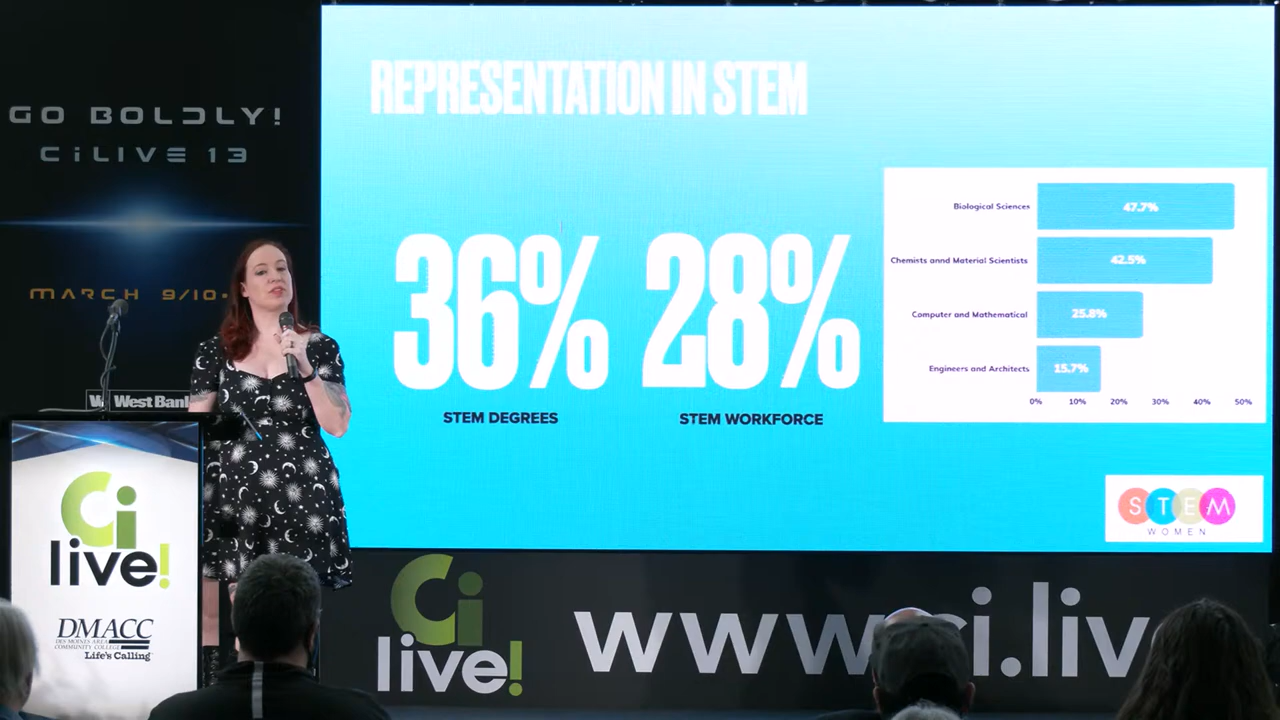 GO BOLDLY!
CiLIVE 13
MARCH 9/10
REPRESENTATION IN STEM
36%
STEM DEGREES
28%
STEM WORKFORCE
Biological Sciences
47.7%
Chemists annd Material Scientists
42.5%
Computer and Mathematical
25.8%
Engineers and Architects
15.7%
0% 10% 20% 30% 40% 50%
STEM
WOMEN
West Ban
Ci
live!
DMACC
DES MOINES AREA
COMMUNITY COLLEGE
Life's Calling
Ci
live!
www.ci.liv